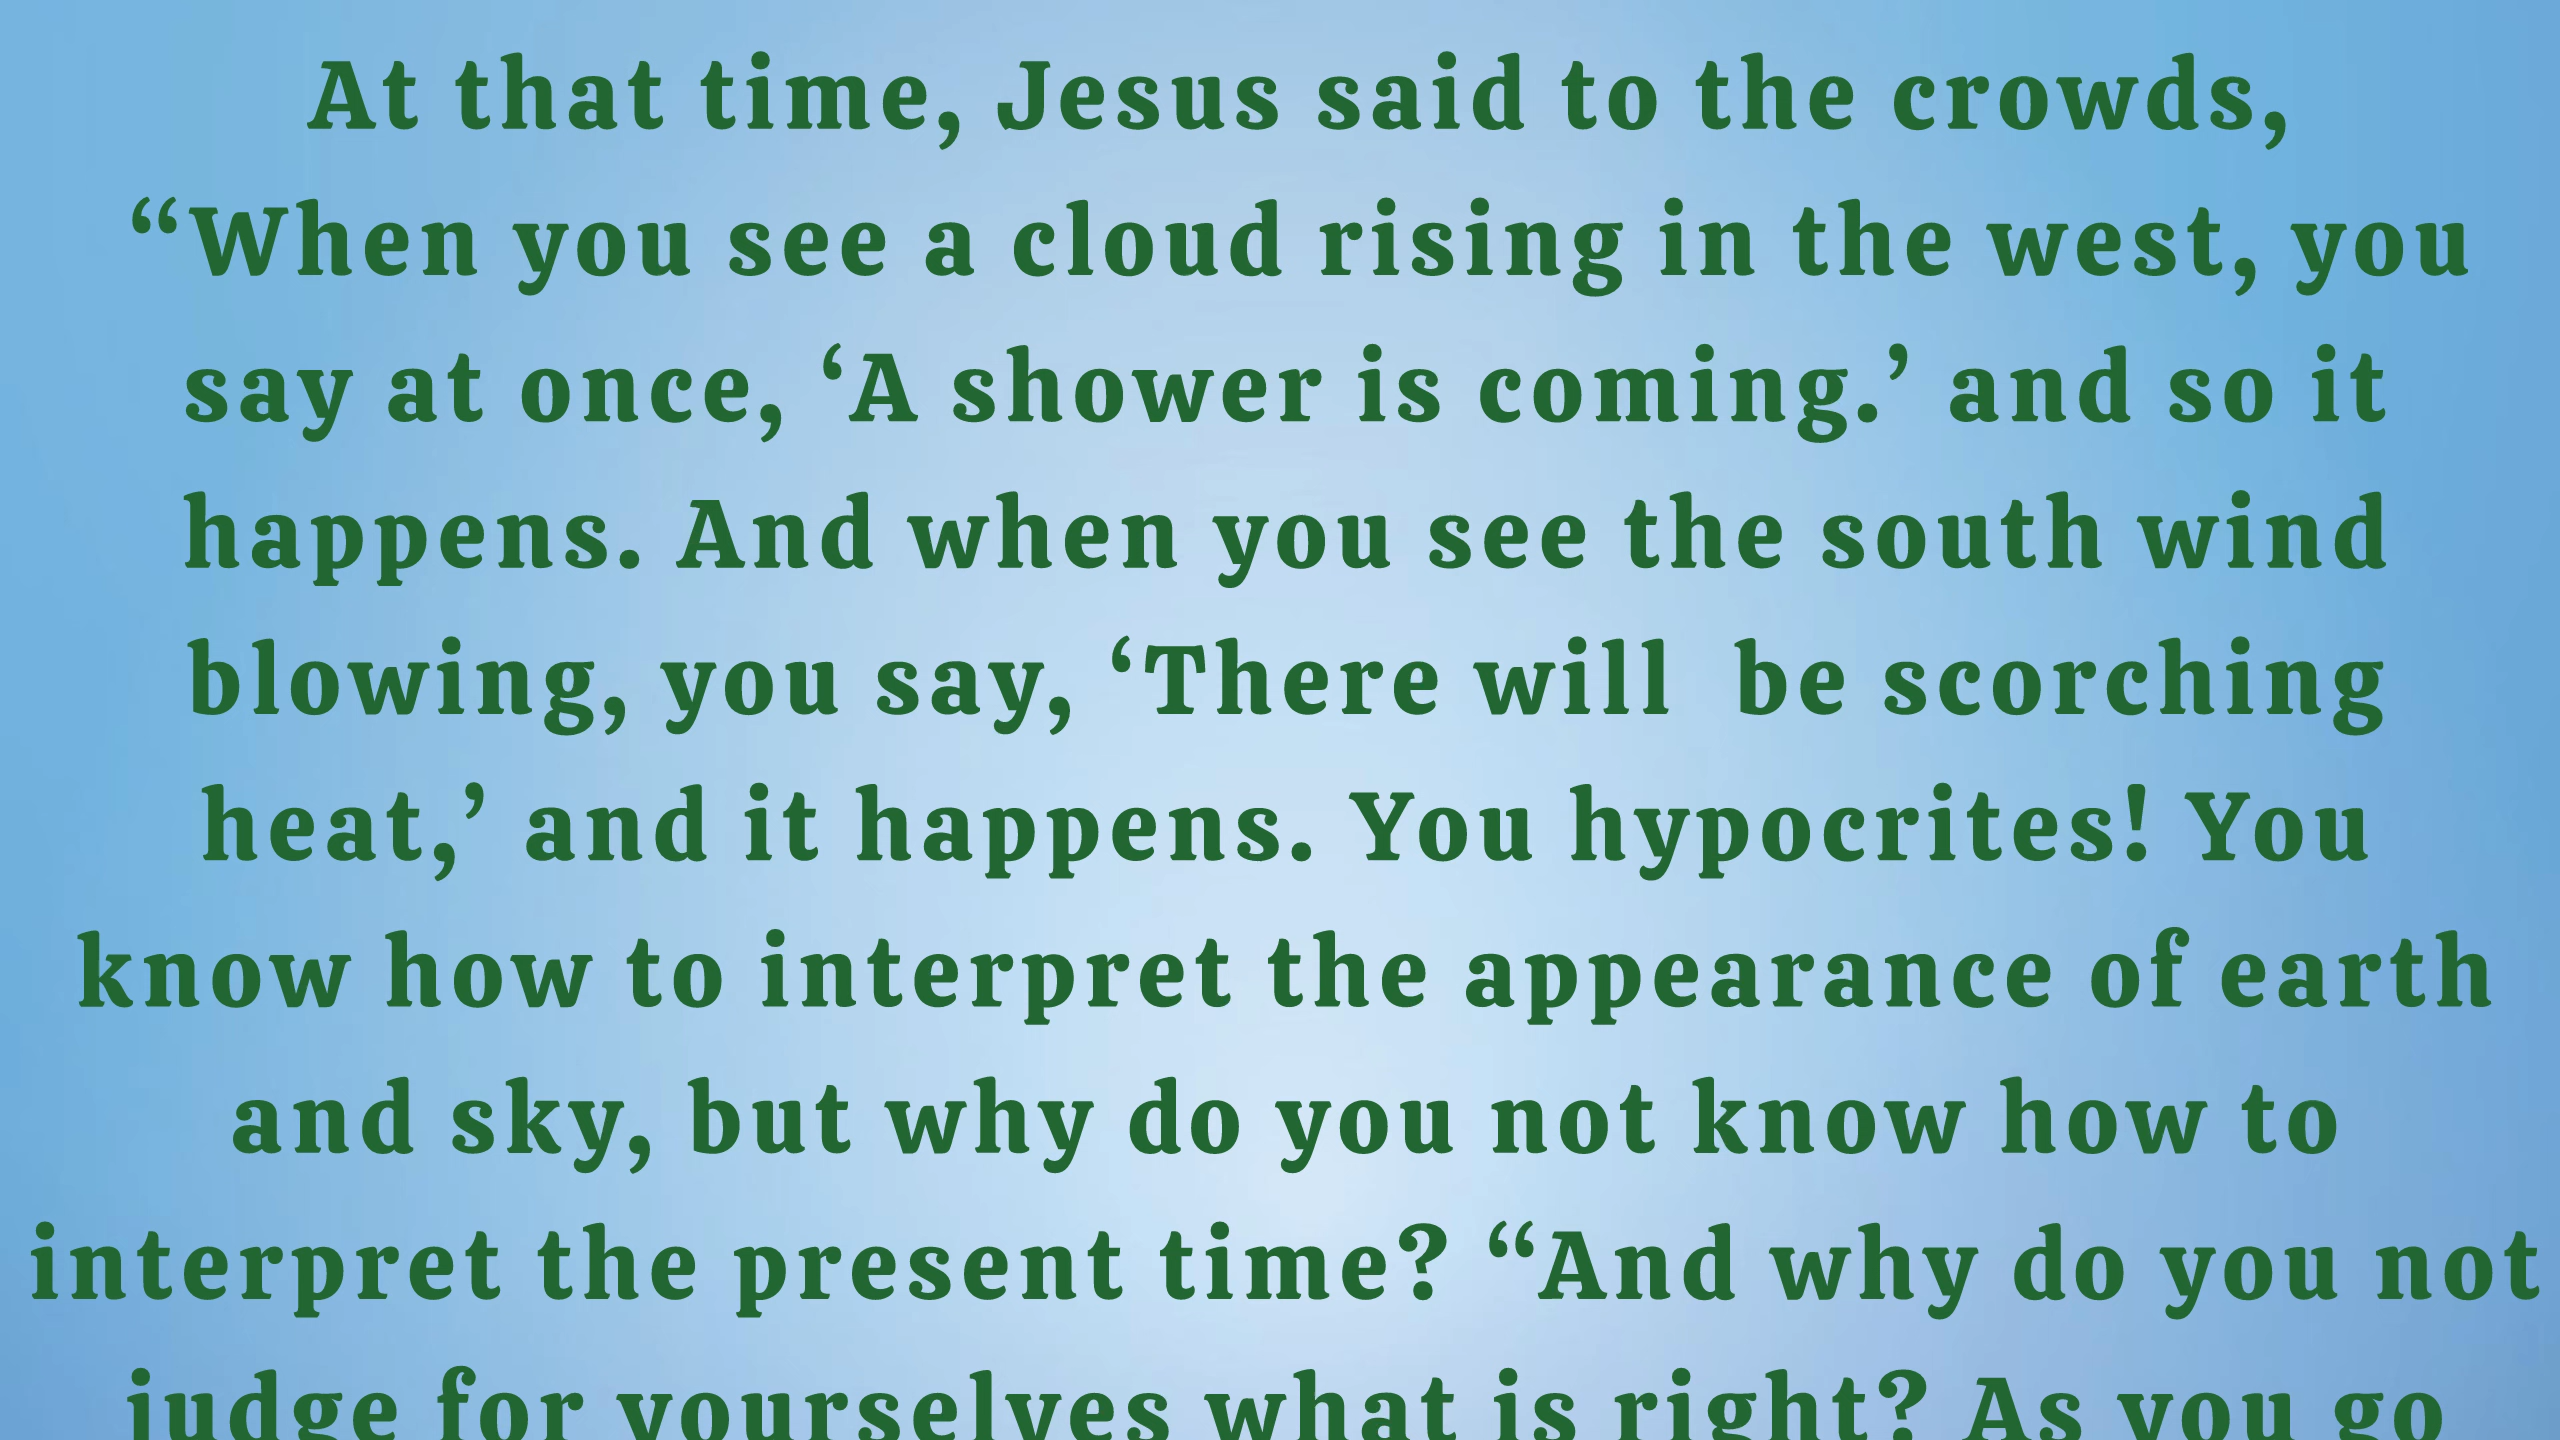 At that time, Jesus said to the crowds,
“When you see a cloud rising in the west, you
say at once, ‘A shower is coming.’ and so it
happens. And when you see the south wind
blowing, you say, ‘There will  be scorching
heat,’ and it happens. You hypocrites! You
know how to interpret the appearance of earth
and sky, but why do you not know how to
interpret the present time? “And why do you not
judge for yourselves what is right? As you go